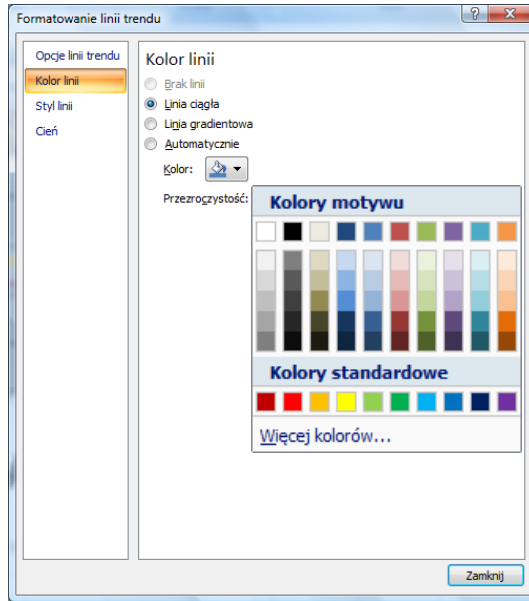 Formatowanie linii trendu
Opcje linii trendu
Kolor linii
Styl linii
Cień
Kolor linii
Brak linii
Linia ciągła
Linia gradientowa
Automatycznie
Kolor:
Przezroczystość:
Kolory motywu
Kolory standardowe
Więcej kolorów...
Zamknij